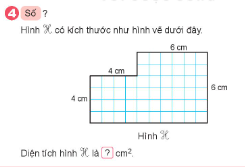 4 Số ?
Hình ℋ có kích thước như hình vẽ dưới đây.
6 cm
4 cm
4 cm
6 cm
Hình ℋ
Diện tích hình ℋ là ? cm².